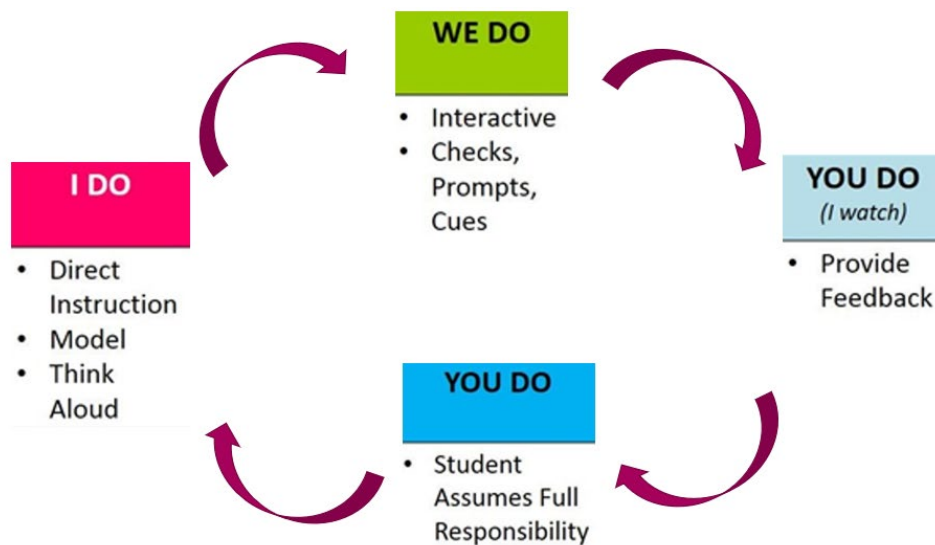 I DO
• Direct
Instruction
• Model
• Think
Aloud
WE DO
• Interactive
• Checks,
Prompts,
Cues
YOU DO
(I watch)
• Provide
Feedback
YOU DO
• Student
Assumes Full
Responsibility